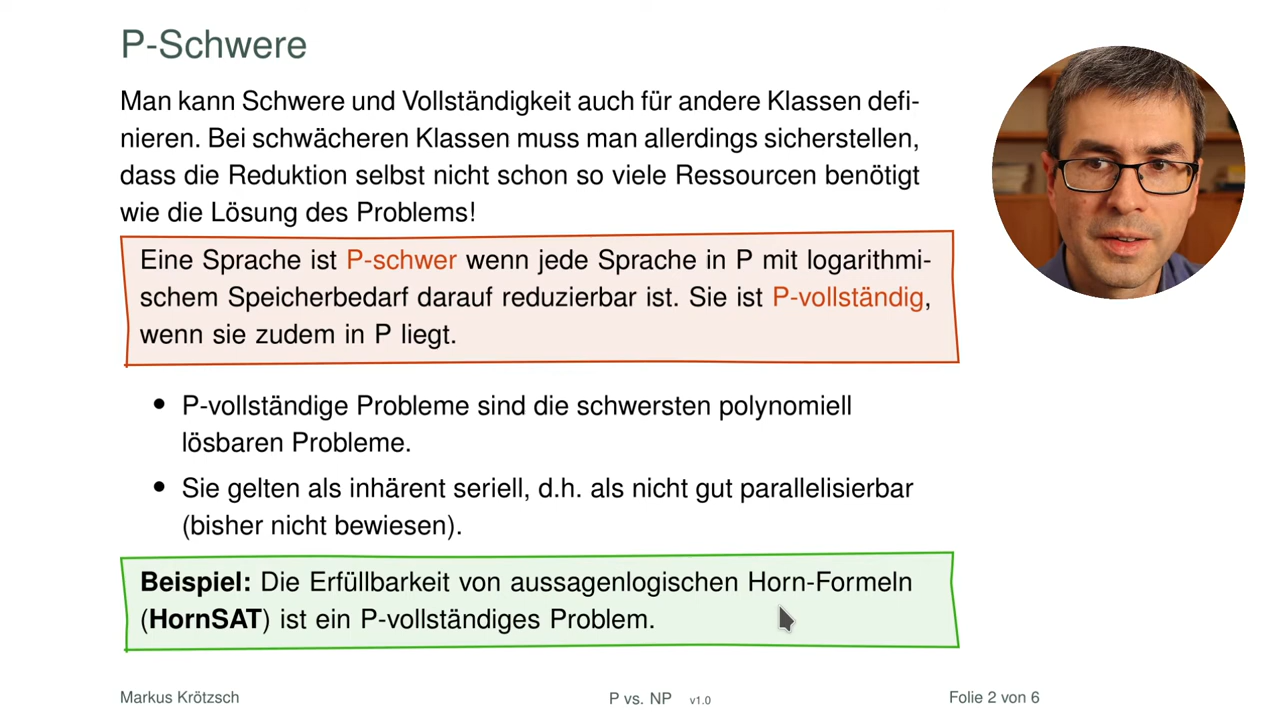 P-Schwere
Man kann Schwere und Vollständigkeit auch für andere Klassen defi-
nieren. Bei schwächeren Klassen muss man allerdings sicherstellen,
dass die Reduktion selbst nicht schon so viele Ressourcen benötigt
wie die Lösung des Problems!
Eine Sprache ist P-schwer wenn jede Sprache in P mit logarithmi-
schem Speicherbedarf darauf reduzierbar ist. Sie ist P-vollständig,
wenn sie zudem in P liegt.
• P-vollständige Probleme sind die schwersten polynomiell
lösbaren Probleme.
• Sie gelten als inhärent seriell, d.h. als nicht gut parallelisierbar
(bisher nicht bewiesen).
Beispiel: Die Erfüllbarkeit von aussagenlogischen Horn-Formeln
(HornSAT) ist ein P-vollständiges Problem.
Markus Krötzsch P vs. NP v1.0 Folie 2 von 6